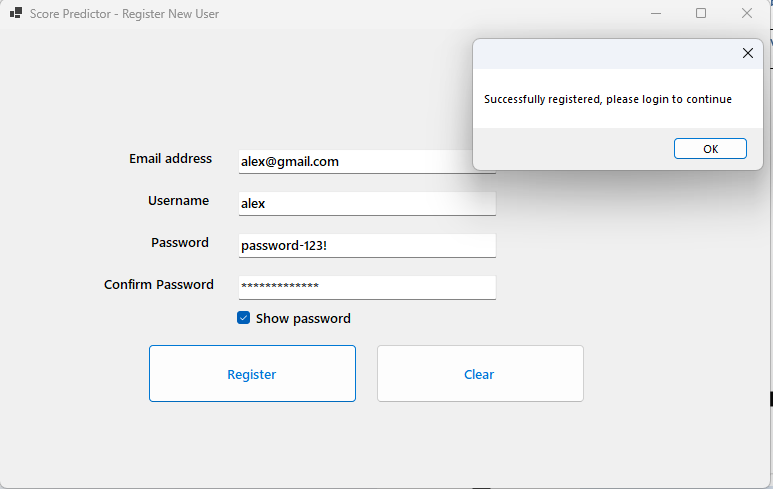 Score Predictor - Register New User
Successfully registered, please login to continue
OK
Email address
alex@gmail.com
Username
alex
Password
password-123!
Confirm Password
*************
Show password
Register
Clear